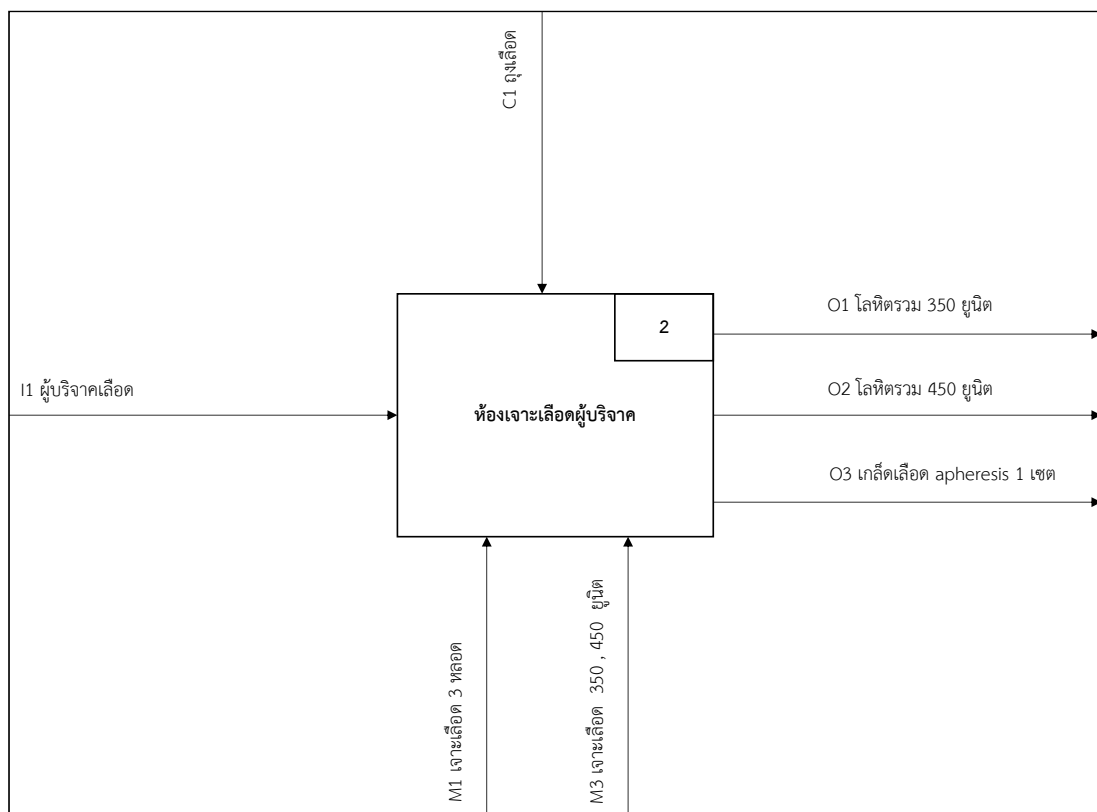 C1 ถุงเลือด
O1 โลหิตรวม 350 ยูนิต
2
I1 ผู้บริจาคเลือด
O2 โลหิตรวม 450 ยูนิต
ห้องเจาะเลือดผู้บริจาค
O3 เกล็ดเลือด apheresis 1 เซต
M1 เจาะเลือด 3 หลอด
M3 เจาะเลือด 350 , 450 ยูนิต